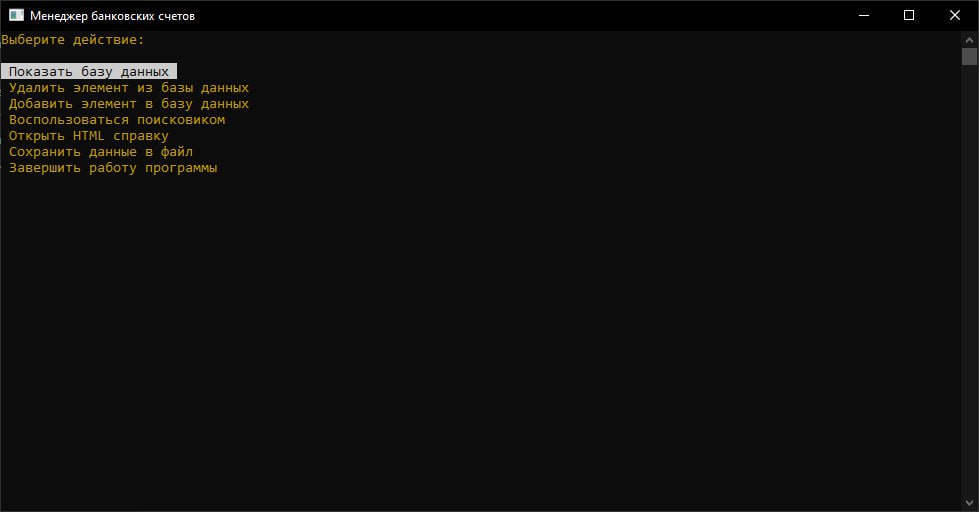 Менеджер банковских счетов
Выберите действие:
Показать базу данных
Удалить элемент из базы данных
Добавить элемент в базу данных
Воспользоваться поисковиком
Открыть HTML справку
Сохранить данные в файл
Завершить работу программы